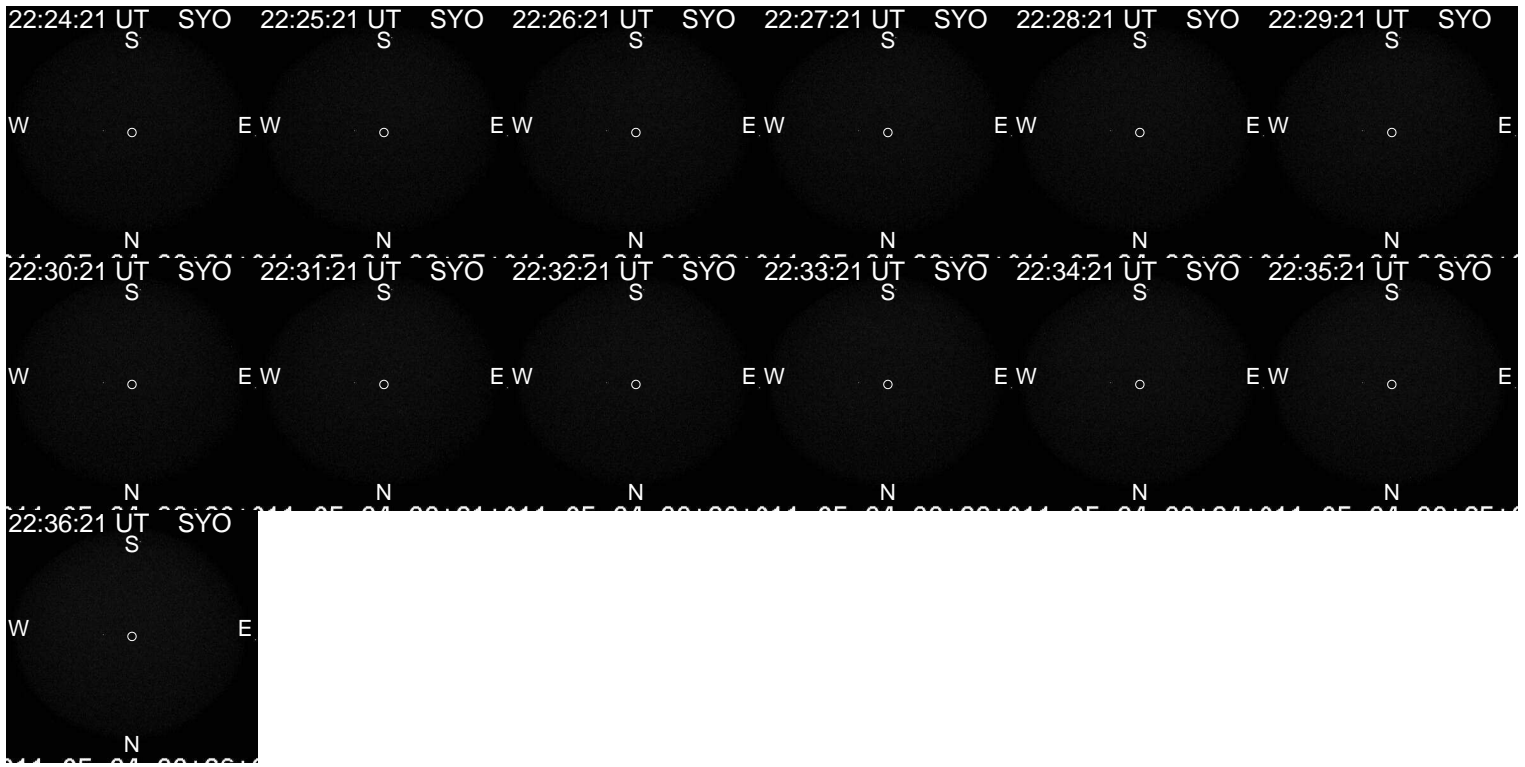 22:24:21 UT SYO 22:25:21 UT SYO 22:26:21 UT SYO 22:27:21 UT SYO 22:28:21 UT SYO 22:29:21 UT SYO
S S S S S S
W E W E W E W E W E W E
N N N N N N
22:30:21 UT SYO 22:31:21 UT SYO 22:32:21 UT SYO 22:33:21 UT SYO 22:34:21 UT SYO 22:35:21 UT SYO
S S S S S S
W E W E W E W E W E W E
N N N N N N
22:36:21 UT SYO
S
W E
N